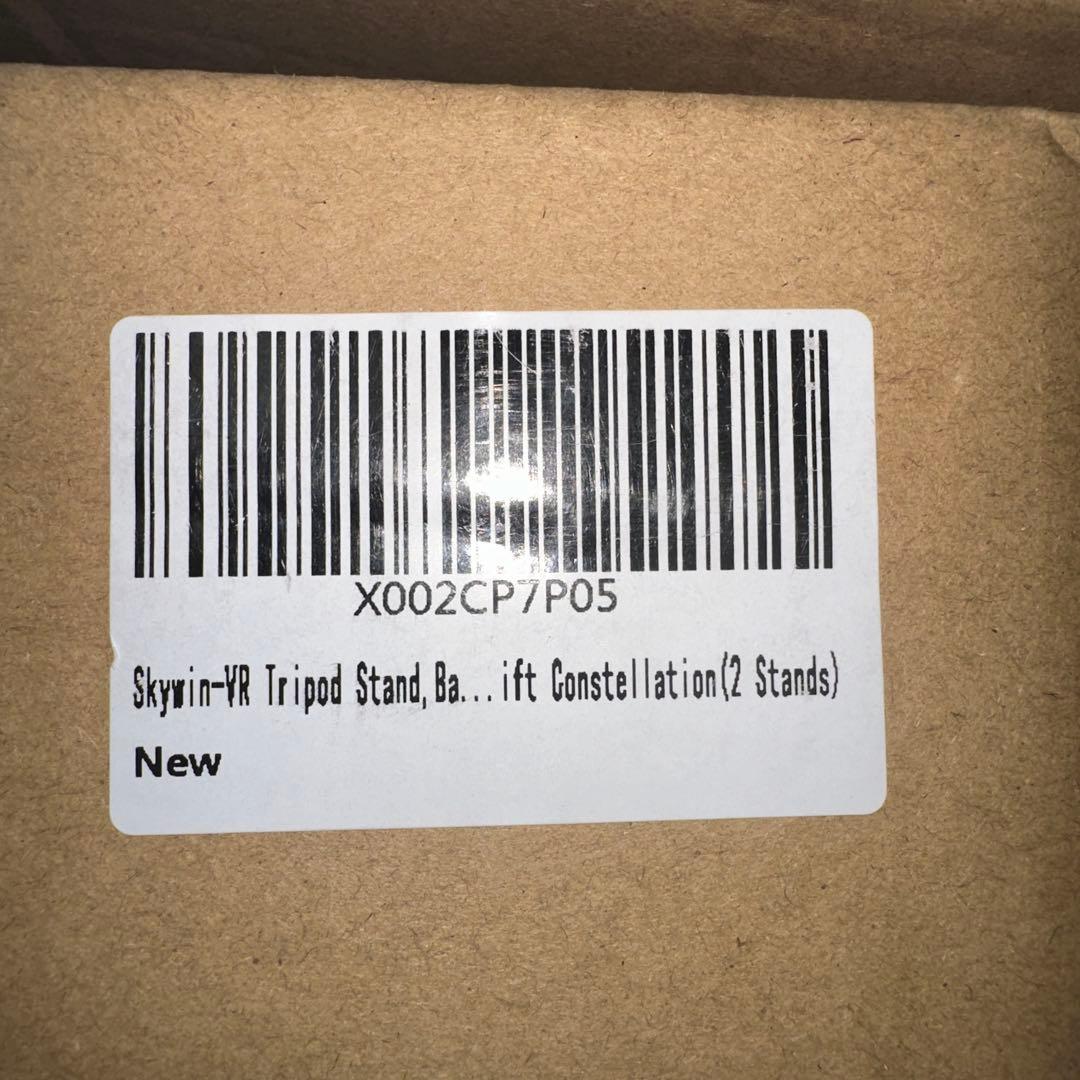 X002CP7P05
Skywin-VR Tripod Stand,Ba...ift Constellation(2 Stands)
New